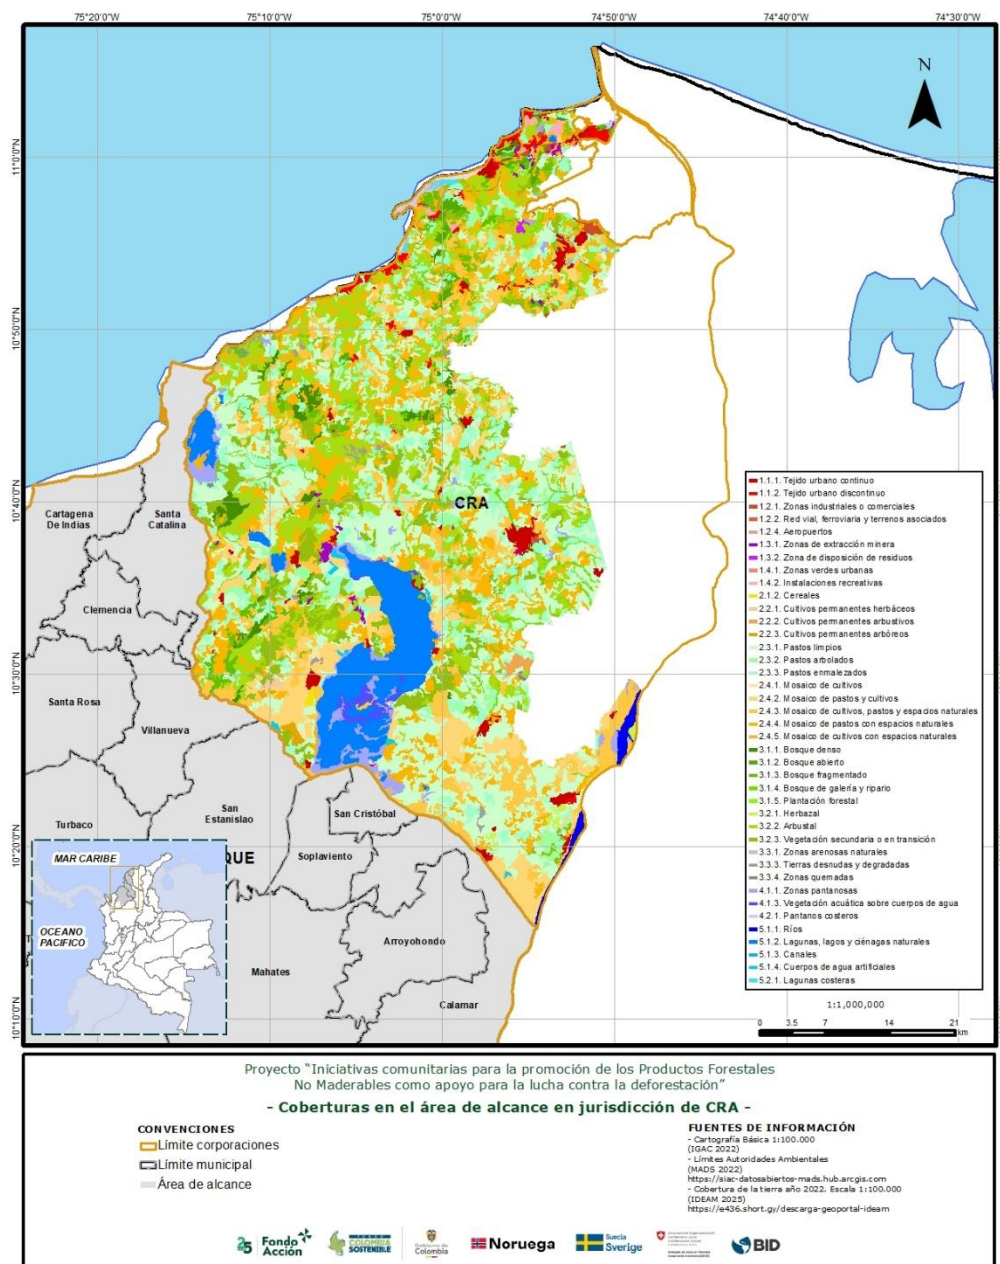 75°20'0"W
75°10'0"W
75°0'0"W
74°50'0"W
74°40'0"W
74°30'0"W
N
11°0'0"N
10°50'0"N
10°40'0"N
10°30'0"N
10°20'0"N
10°10'0"N
CRA
Cartagena
De Indias
Santa
Catalina
Clemencia
Santa Rosa
Villanueva
Turbaco
San
Estanislao
San Cristóbal
Soplaviento
QUE
Arroyohondo
Mahates
Calamar
MAR CARIBE
OCEANO
PACIFICO
1.1.1. Tejido urbano continuo
1.1.2. Tejido urbano discontinuo
1.2.1. Zonas industriales o comerciales
1.2.2. Red vial, ferroviaria y terrenos asociados
1.2.4. Aeropuertos
1.3.1. Zonas de extracción minera
1.3.2. Zona de disposición de residuos
1.4.1. Zonas verdes urbanas
1.4.2. Instalaciones recreativas
2.1.2. Cereales
2.2.1. Cultivos permanentes herbáceos
2.2.2. Cultivos permanentes arbustivos
2.2.3. Cultivos permanentes arbóreos
2.3.1. Pastos limpios
2.3.2. Pastos arbolados
2.3.3. Pastos enmalezados
2.4.1. Mosaico de cultivos
2.4.2. Mosaico de pastos y cultivos
2.4.3. Mosaico de cultivos, pastos y espacios naturales
2.4.4. Mosaico de pastos con espacios naturales
2.4.5. Mosaico de cultivos con espacios naturales
3.1.1. Bosque denso
3.1.2. Bosque abierto
3.1.3. Bosque fragmentado
3.1.4. Bosque de galería y ripario
3.1.5. Plantación forestal
3.2.1. Herbazal
3.2.2. Arbustal
3.2.3. Vegetación secundaria o en transición
3.3.1. Zonas arenosas naturales
3.3.3. Tierras desnudas y degradadas
3.3.4. Zonas quemadas
4.1.1. Zonas pantanosas
4.1.3. Vegetación acuática sobre cuerpos de agua
4.2.1. Pantanos costeros
5.1.1. Ríos
5.1.2. Lagunas, lagos y ciénagas naturales
5.1.3. Canales
5.1.4. Cuerpos de agua artificiales
5.2.1. Lagunas costeras
1:1,000,000
0 3.5 7 14 21
km
Proyecto "Iniciativas comunitarias para la promoción de los Productos Forestales
No Maderables como apoyo para la lucha contra la deforestación"
- Coberturas en el área de alcance en jurisdicción de CRA -
CONVENCIONES
Límite corporaciones
Límite municipal
Área de alcance
FUENTES DE INFORMACIÓN
- Cartografía Básica 1:100.000
(IGAC 2022)
- Límites Autoridades Ambientales
(MADS 2022)
https://siac-datosabiertos-mads.hub.arcgis.com
- Cobertura de la tierra año 2022. Escala 1:100.000
(IDEAM 2025)
https://e436.short.gy/descarga-geoportal-ideam
25 Fondo
Acción
FONDO
COLOMBIA
SOSTENIBLE
Gobierno de
Colombia
Noruega
Suecia
Sverige
BID